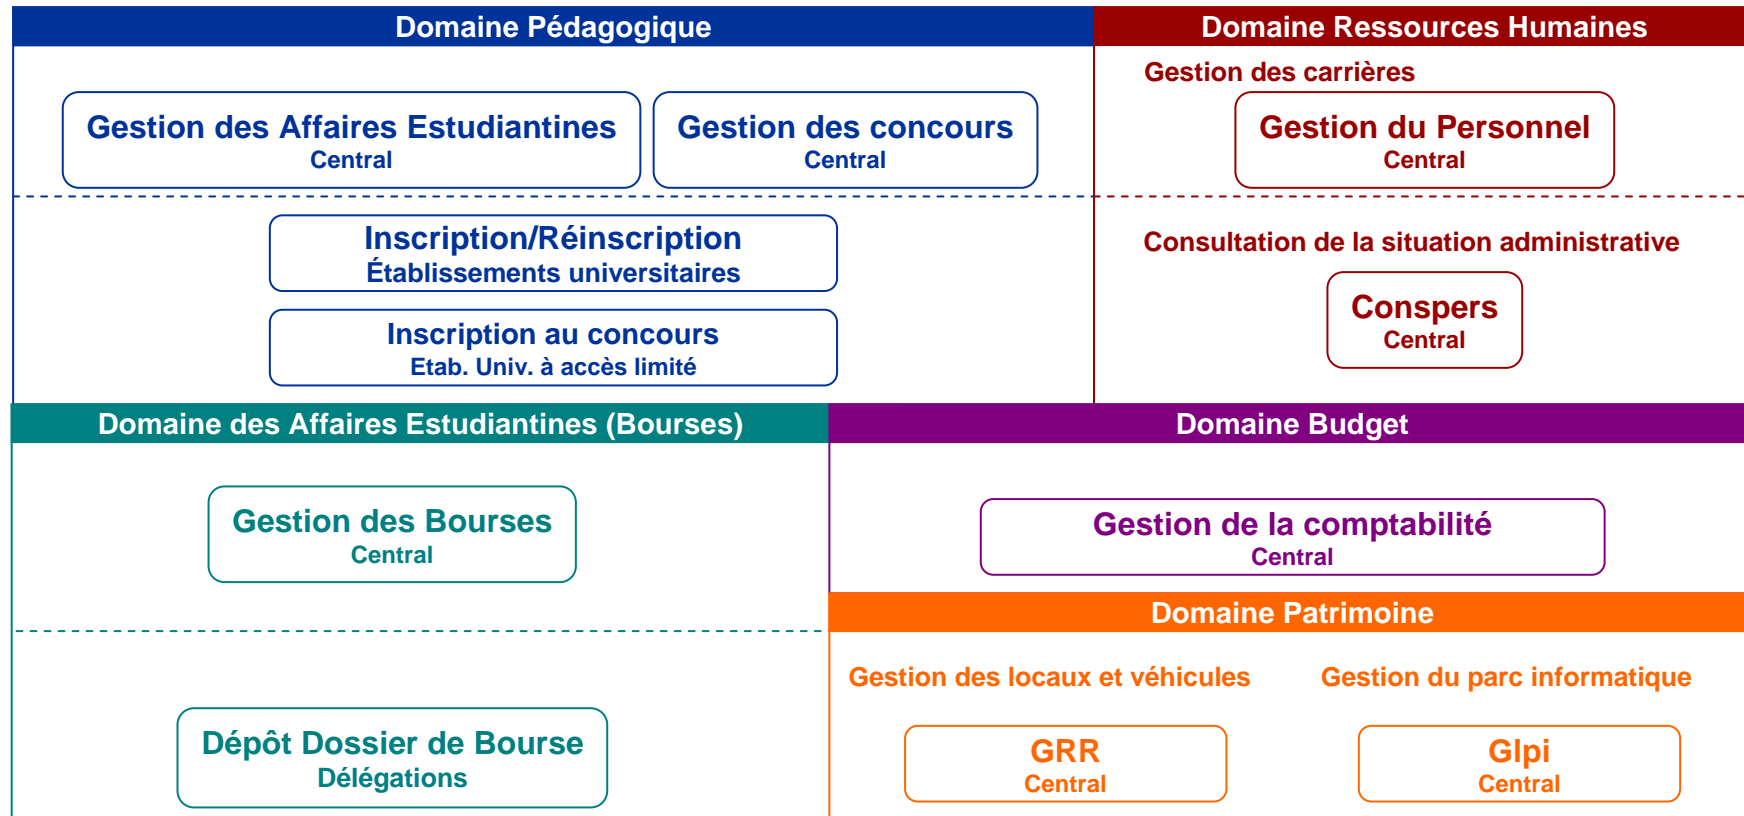 Domaine Pédagogique
Gestion des Affaires Estudiantines
Central
Gestion des concours
Central
Inscription/Réinscription
Établissements universitaires
Inscription au concours
Etab. Univ. à accès limité
Domaine Ressources Humaines
Gestion des carrières
Gestion du Personnel
Central
Consultation de la situation administrative
Conspers
Central
Domaine des Affaires Estudiantines (Bourses)
Gestion des Bourses
Central
Dépôt Dossier de Bourse
Délégations
Domaine Budget
Gestion de la comptabilité
Central
Domaine Patrimoine
Gestion des locaux et véhicules
GRR
Central
Gestion du parc informatique
Glpi
Central